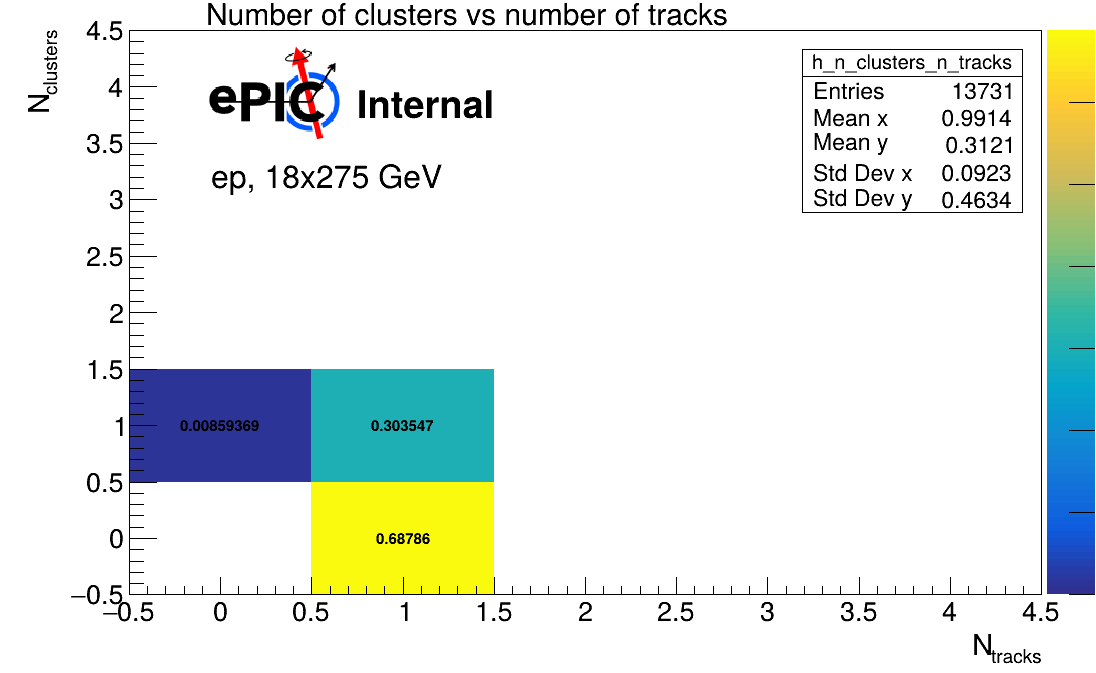 Number of clusters vs number of tracks
N_clusters
4.5
4
3.5
3
2.5
2
1.5
1
0.5
0
−0.5
ePIC Internal
ep, 18x275 GeV
h_n_clusters_n_tracks
Entries 13731
Mean x 0.9914
Mean y 0.3121
Std Dev x 0.0923
Std Dev y 0.4634
0.00859369 0.303547
0.68786
−0.5 0 0.5 1 1.5 2 2.5 3 3.5 4 4.5
N_tracks